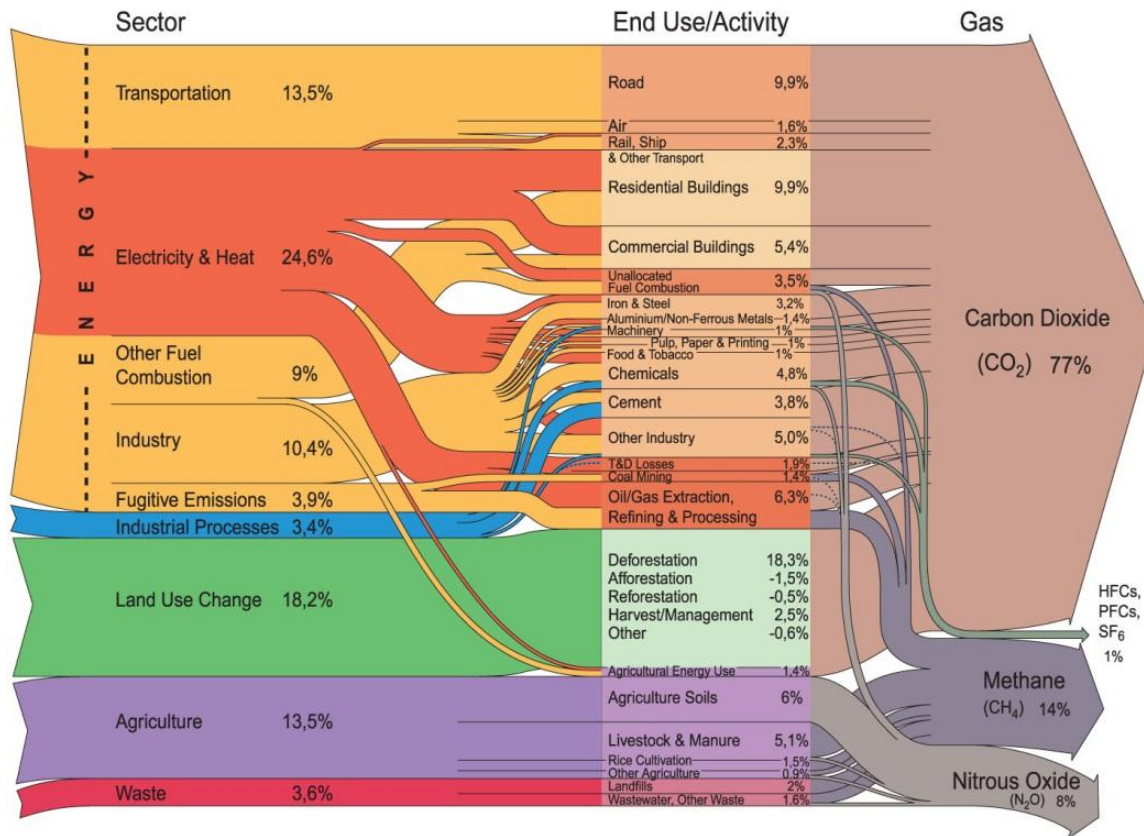 Sector
End Use/Activity
Gas
ENERGY
Transportation 13,5%
Electricity & Heat 24,6%
Other Fuel
Combustion 9%
Industry 10,4%
Fugitive Emissions 3,9%
Industrial Processes 3,4%
Land Use Change 18,2%
Agriculture 13,5%
Waste 3,6%
Road 9,9%
Air 1,6%
Rail, Ship 2,3%
& Other Transport
Residential Buildings 9,9%
Commercial Buildings 5,4%
Unallocated
Fuel Combustion 3,5%
Iron & Steel 3,2%
Aluminium/Non-Ferrous Metals 1,4%
Machinery 1%
Pulp, Paper & Printing 1%
Food & Tobacco 1%
Chemicals 4,8%
Cement 3,8%
Other Industry 5,0%
T&D Losses 1,9%
Coal Mining 1,4%
Oil/Gas Extraction, 6,3%
Refining & Processing
Deforestation 18,3%
Afforestation -1,5%
Reforestation -0,5%
Harvest/Management 2,5%
Other -0,6%
Agricultural Energy Use 1,4%
Agriculture Soils 6%
Livestock & Manure 5,1%
Rice Cultivation 1,5%
Other Agriculture 0,9%
Landfills 2%
Wastewater, Other Waste 1,6%
Carbon Dioxide
(CO₂) 77%
HFCs,
PFCs,
SF₆
1%
Methane
(CH₄) 14%
Nitrous Oxide
(N₂O) 8%